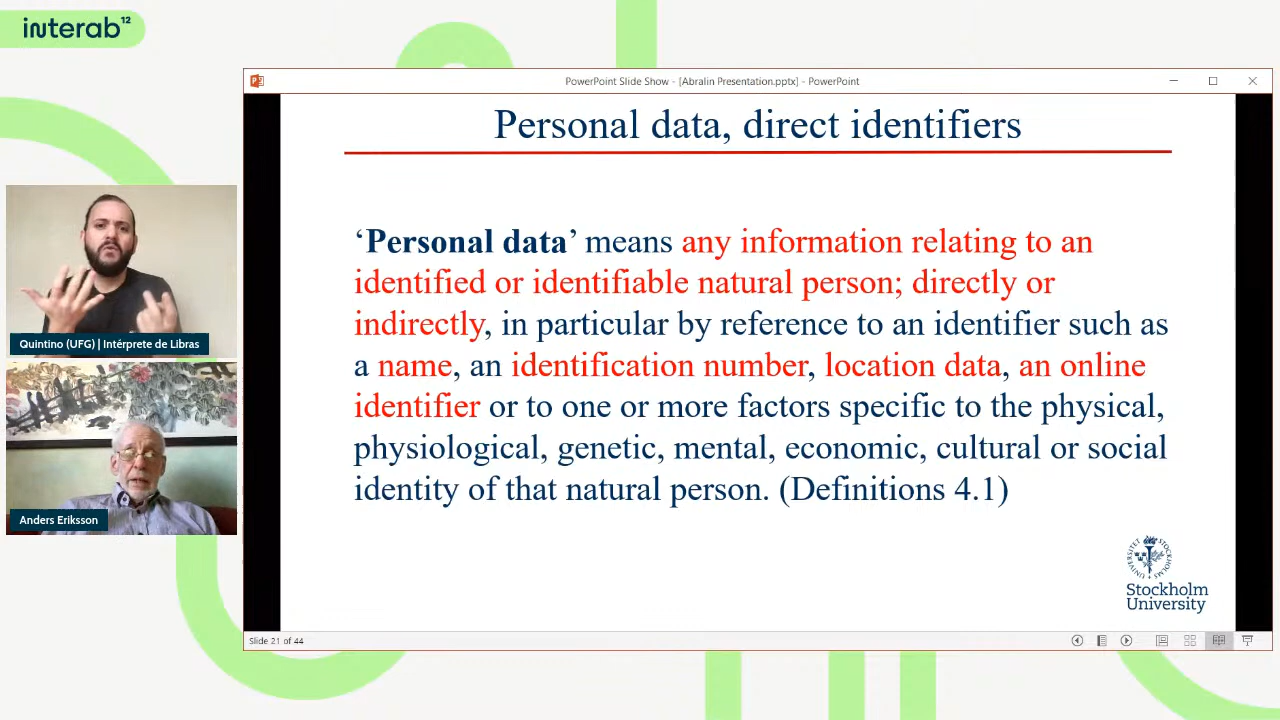 interab¹²
PowerPoint Slide Show - [Abralin Presentation.pptx] - PowerPoint
Personal data, direct identifiers
‘Personal data’ means any information relating to an
identified or identifiable natural person; directly or
indirectly, in particular by reference to an identifier such as
a name, an identification number, location data, an online
identifier or to one or more factors specific to the physical,
physiological, genetic, mental, economic, cultural or social
identity of that natural person. (Definitions 4.1)
Quintino (UFG) | Intérprete de Libras
Anders Eriksson
Stockholm
University
Slide 21 of 44